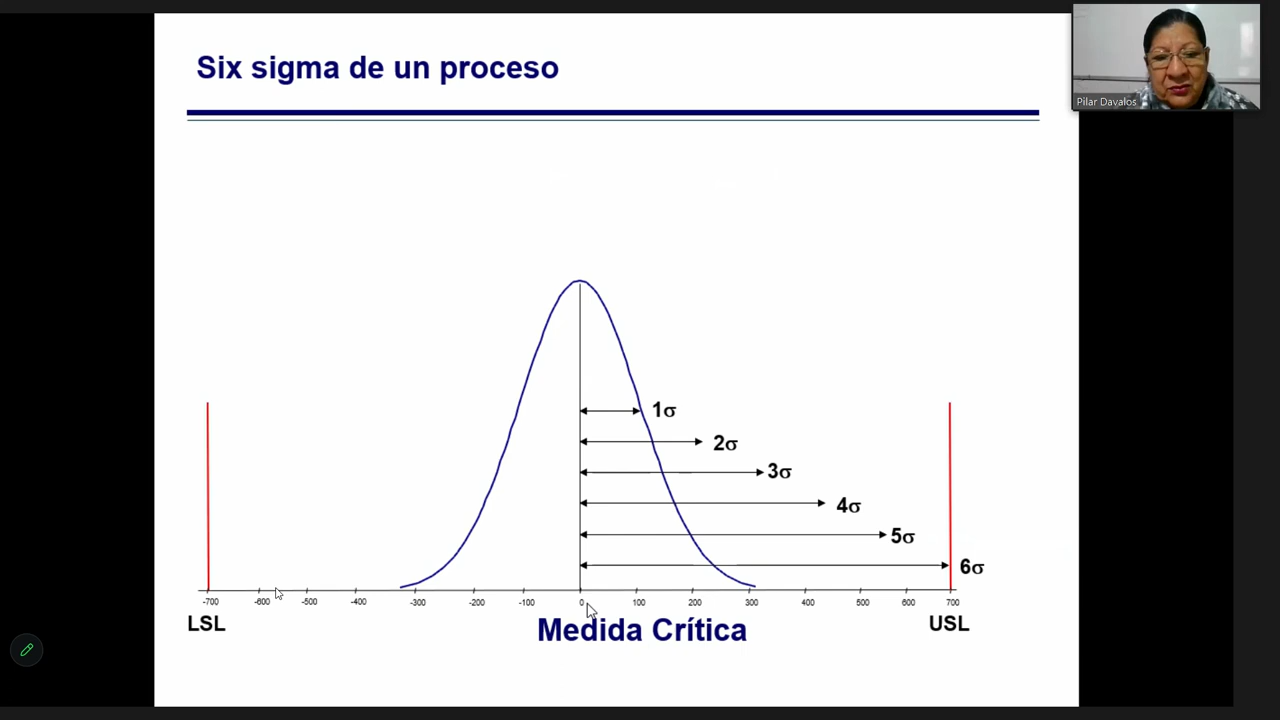 Six sigma de un proceso
Pilar Davalos
1σ
2σ
3σ
4σ
5σ
6σ
-700 -600 -500 -400 -300 -200 -100 0 100 200 300 400 500 600 700
LSL
USL
Medida Crítica